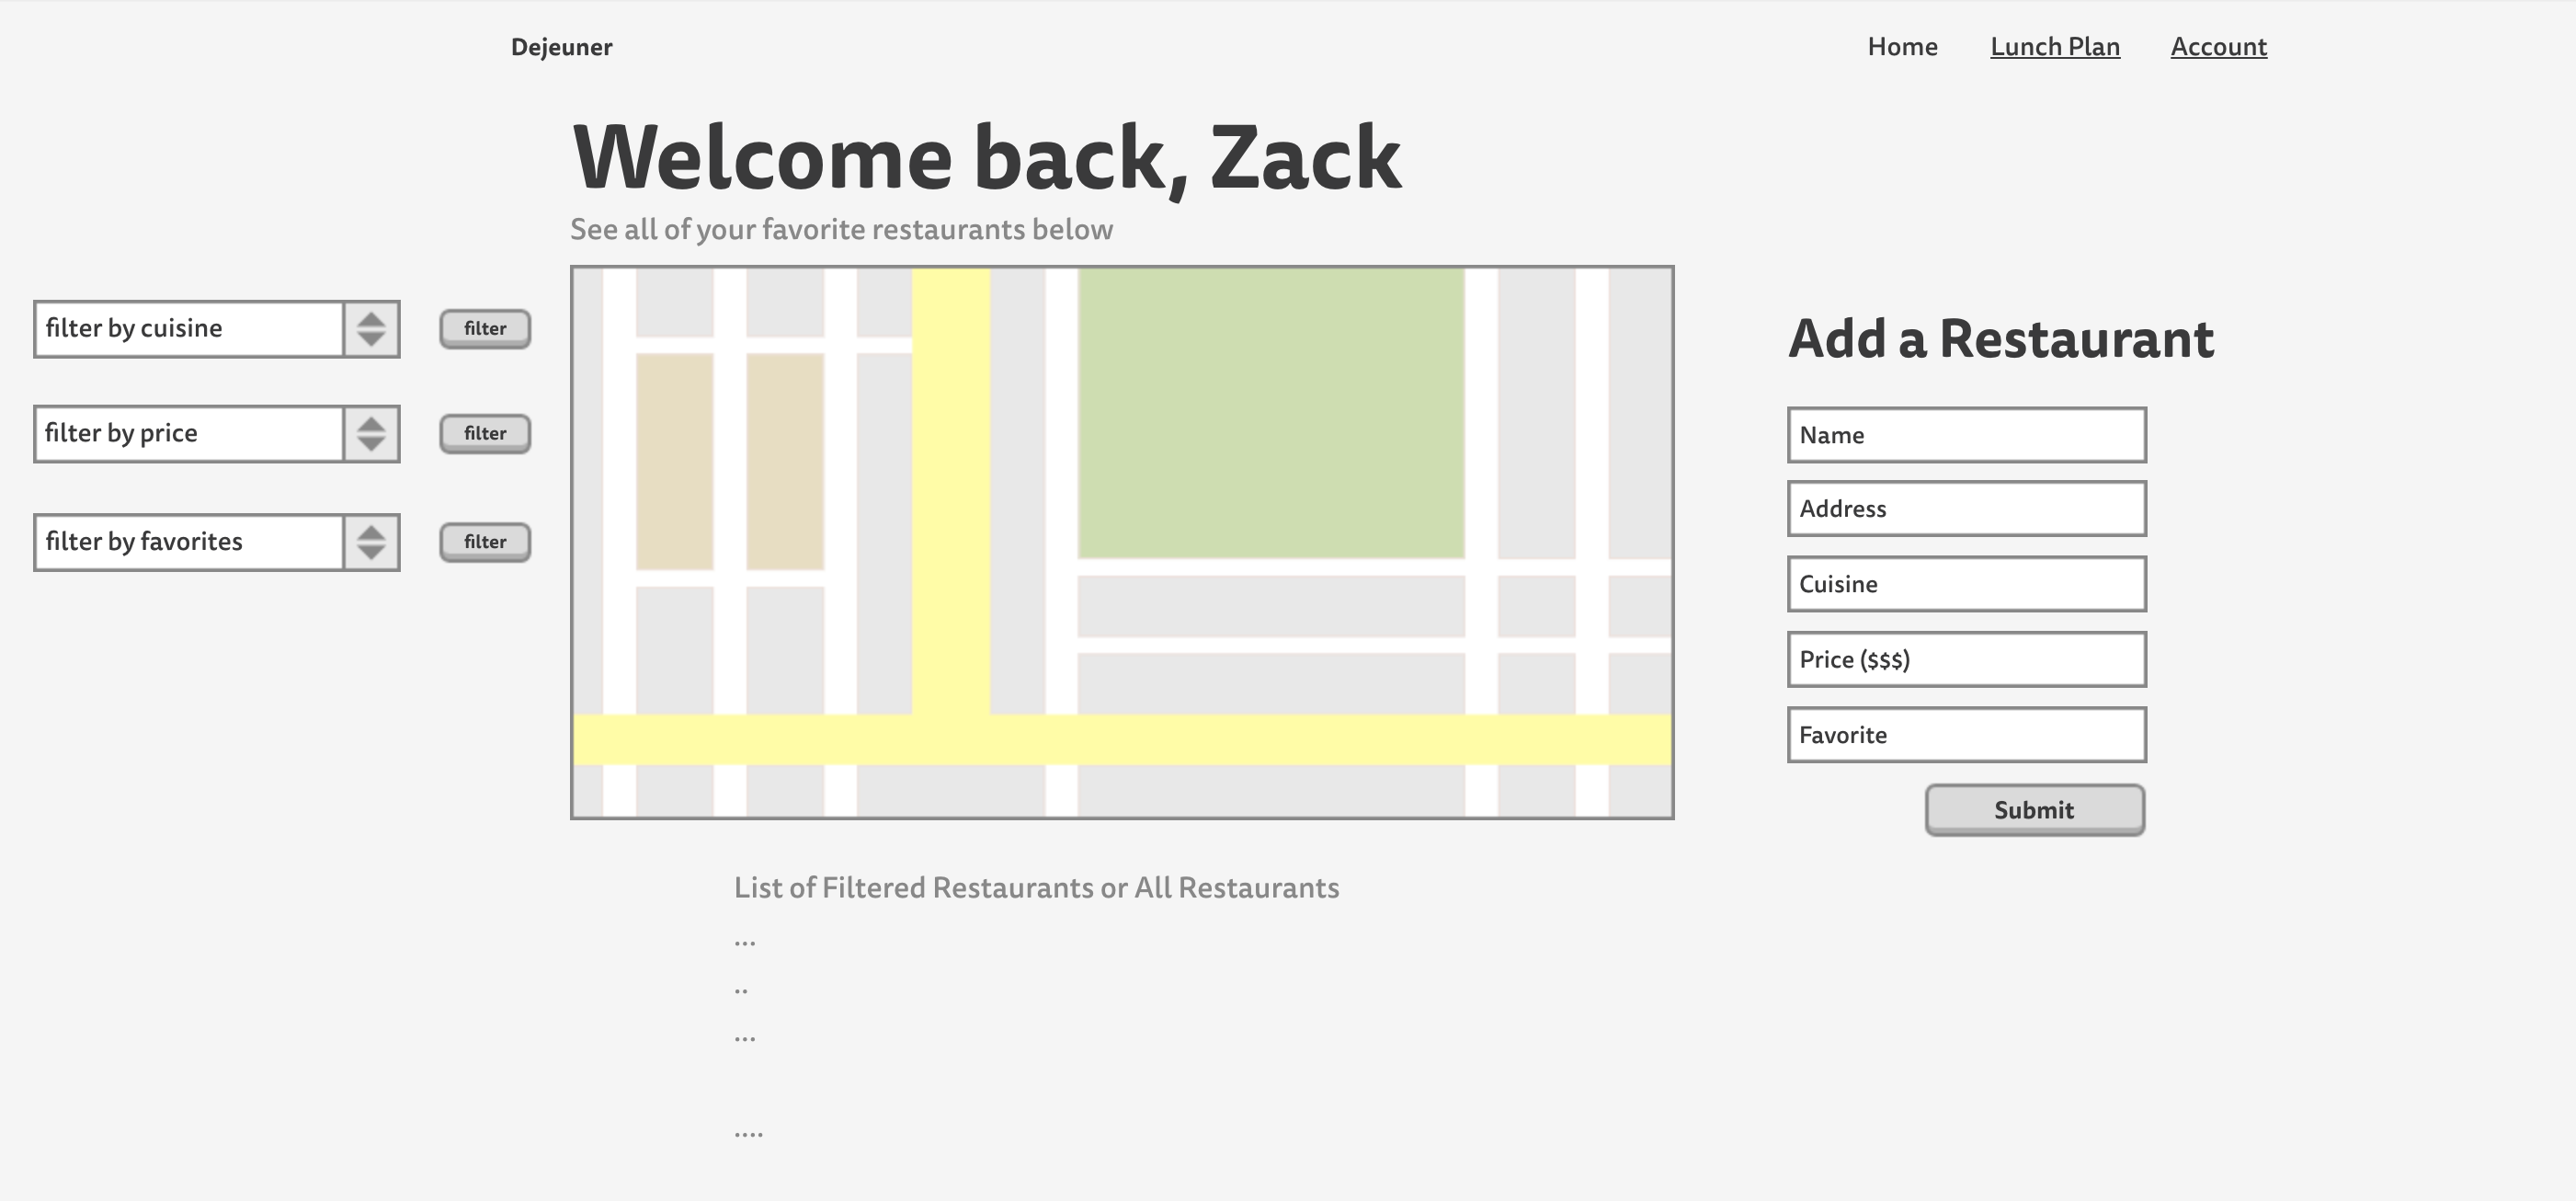 Dejeuner
Home
Lunch Plan
Account
Welcome back, Zack
See all of your favorite restaurants below
filter by cuisine
filter
filter by price
filter
filter by favorites
filter
Add a Restaurant
Name
Address
Cuisine
Price ($$$)
Favorite
Submit
List of Filtered Restaurants or All Restaurants
...
..
...
....